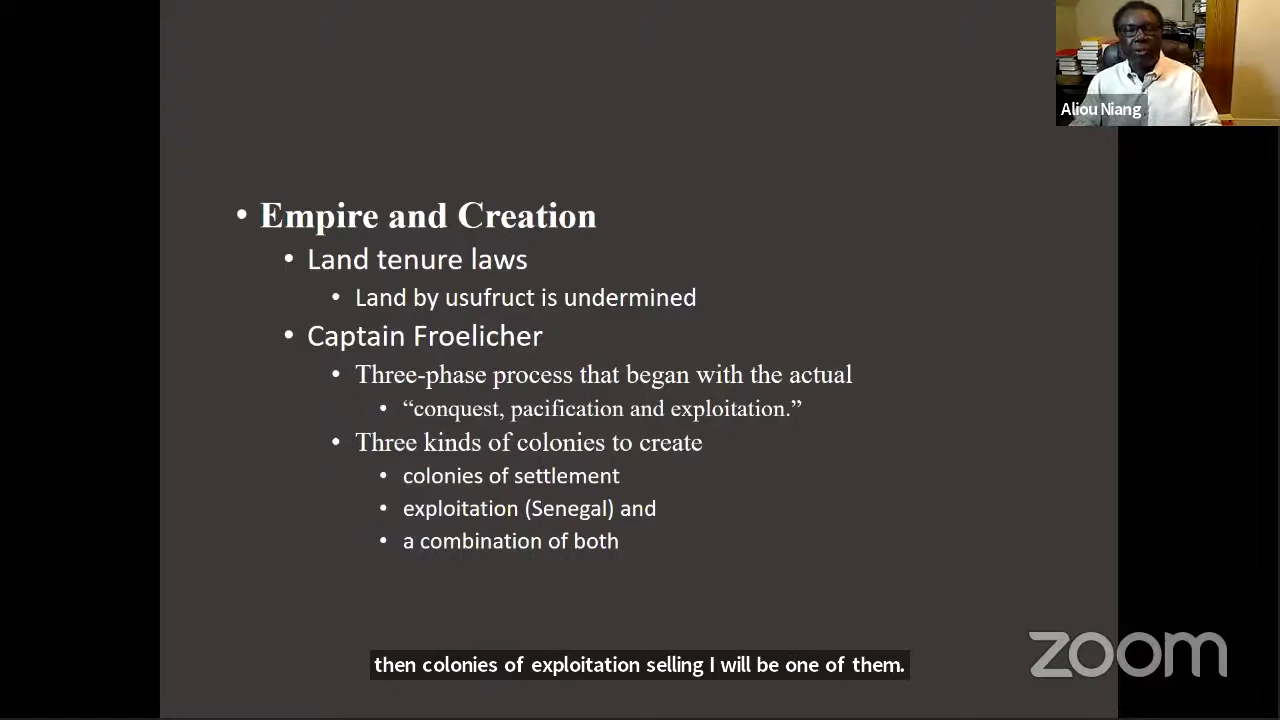 Aliou Niang
• Empire and Creation
• Land tenure laws
• Land by usufruct is undermined
• Captain Froelicher
• Three-phase process that began with the actual
• “conquest, pacification and exploitation.”
• Three kinds of colonies to create
• colonies of settlement
• exploitation (Senegal) and
• a combination of both
then colonies of exploitation selling I will be one of them.
zoom